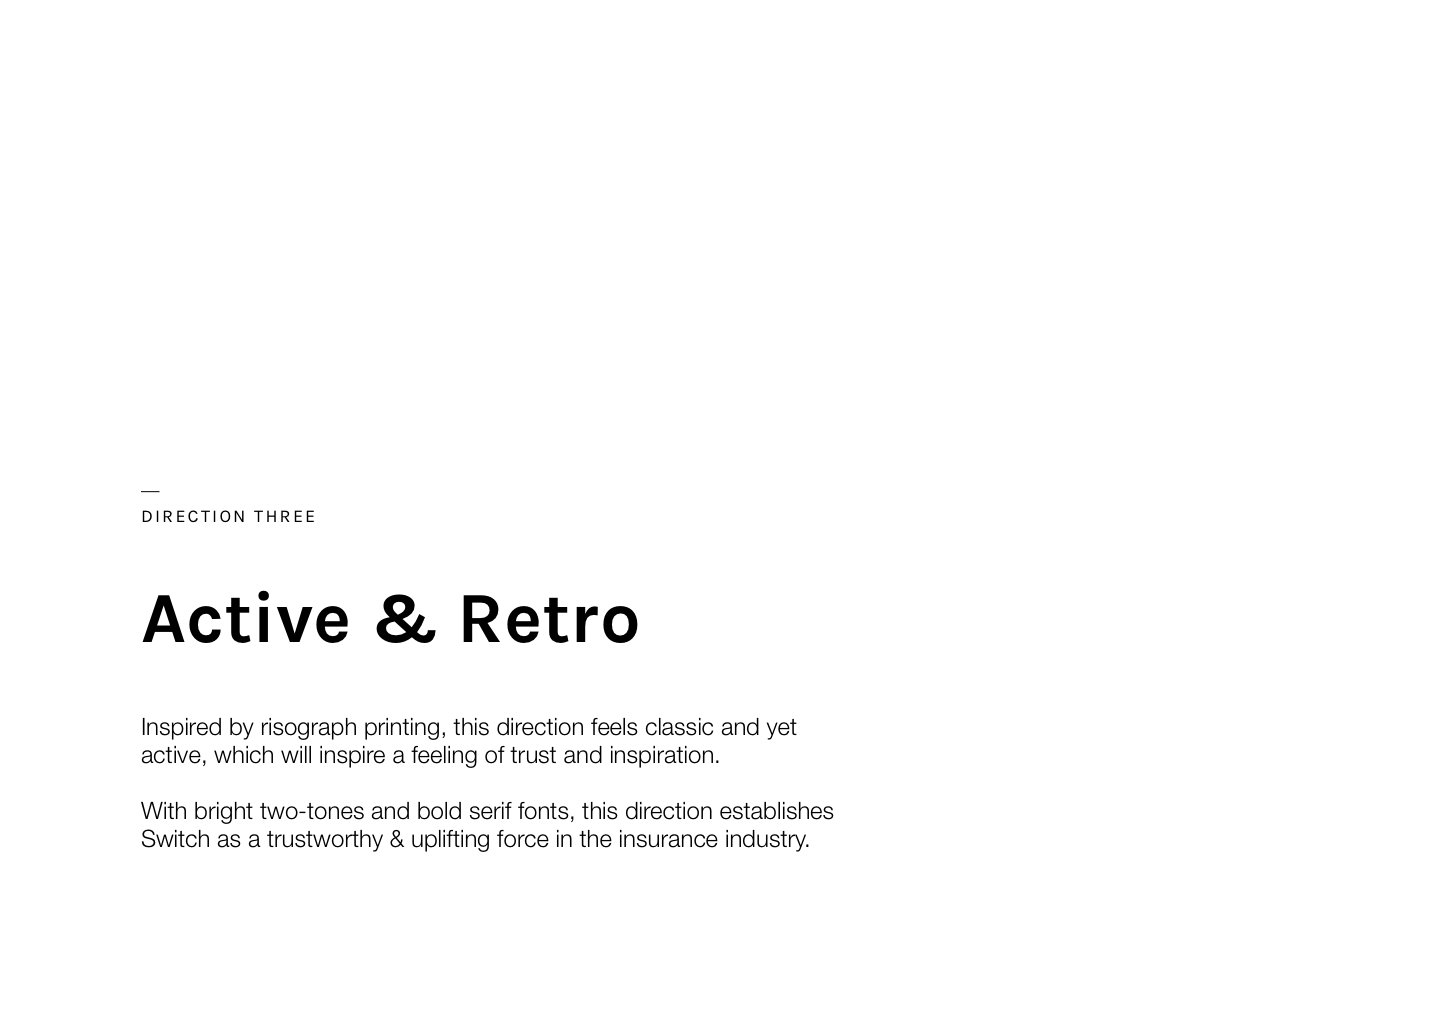 —
DIRECTION THREE
Active & Retro
Inspired by risograph printing, this direction feels classic and yet
active, which will inspire a feeling of trust and inspiration.
With bright two-tones and bold serif fonts, this direction establishes
Switch as a trustworthy & uplifting force in the insurance industry.